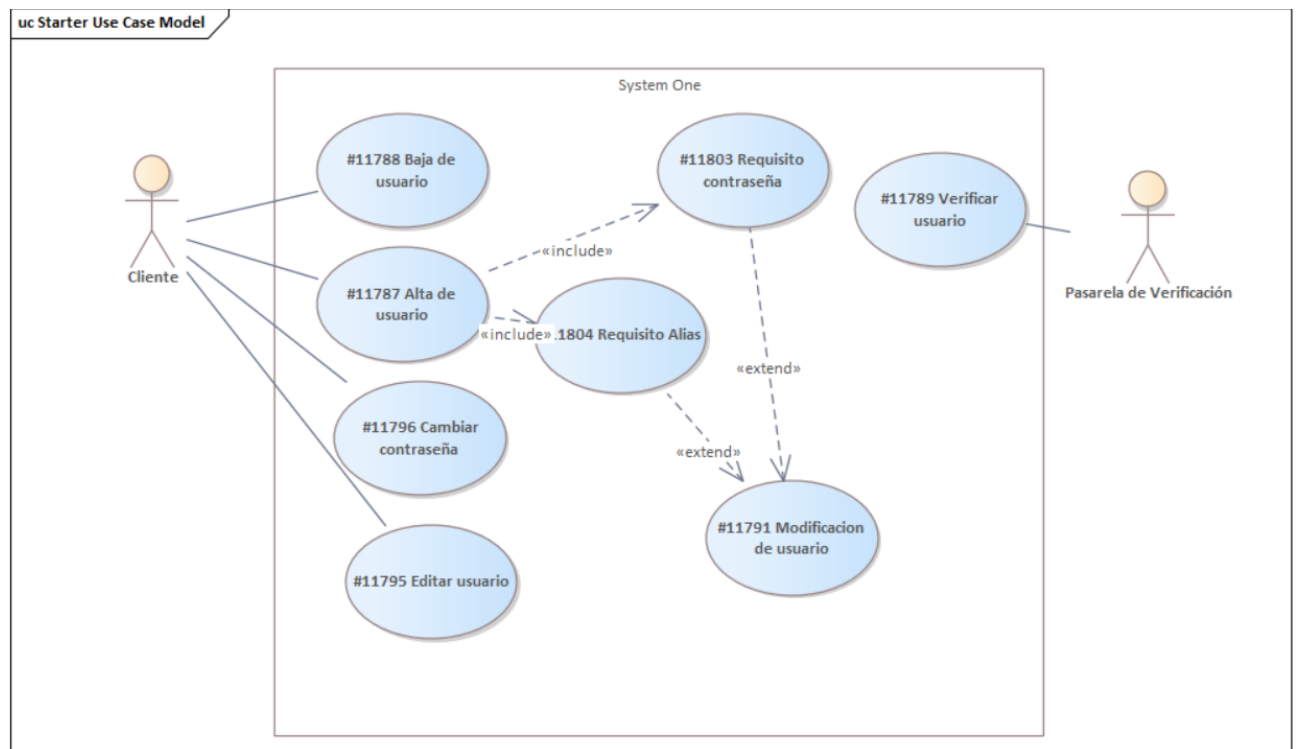 uc Starter Use Case Model
System One
#11788 Baja de
usuario
#11803 Requisito
contraseña
#11789 Verificar
usuario
«include»
Cliente
#11787 Alta de
usuario
Pasarela de Verificación
«include»
.1804 Requisito Alias
«extend»
#11796 Cambiar
contraseña
«extend»
#11791 Modificacion
de usuario
#11795 Editar usuario